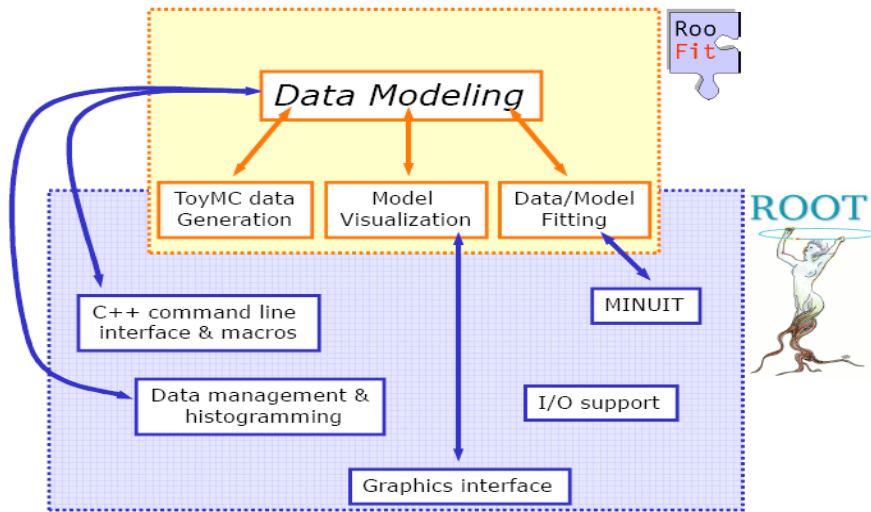 Roo
Fit
Data Modeling
ToyMC data
Generation
Model
Visualization
Data/Model
Fitting
ROOT
C++ command line
interface & macros
MINUIT
Data management &
histogramming
I/O support
Graphics interface